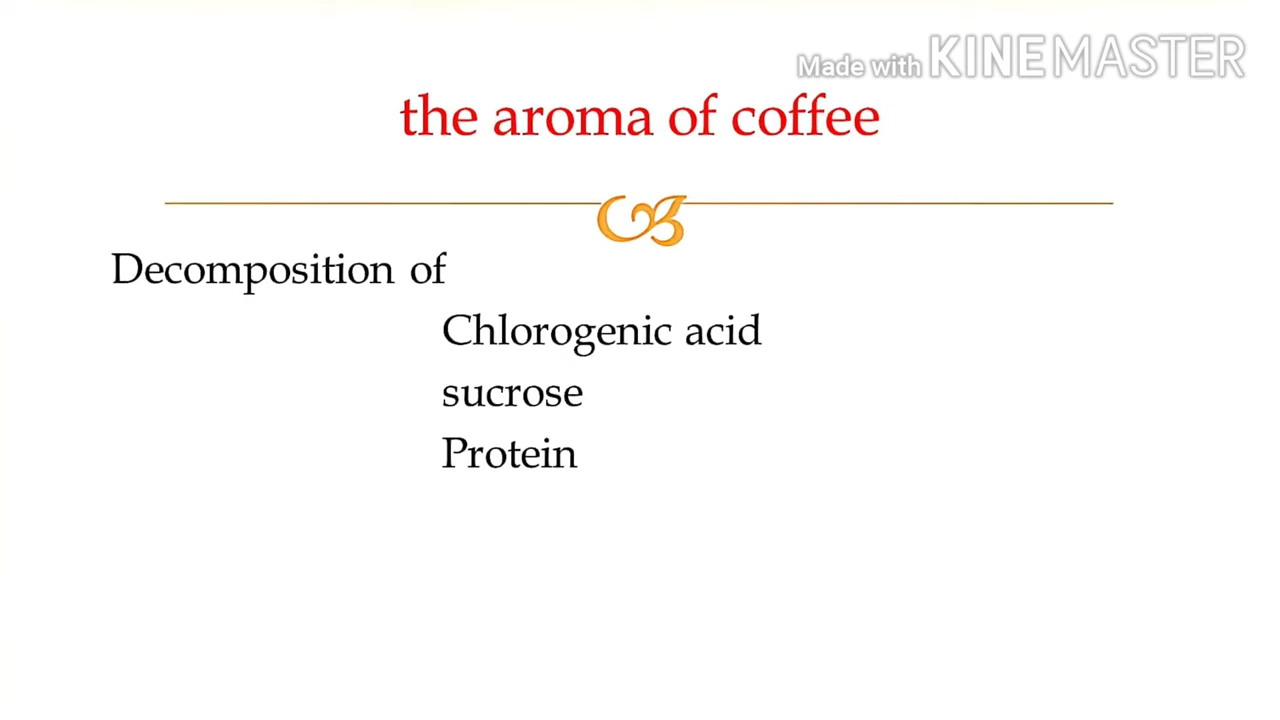 Made with KINEMASTER
the aroma of coffee
Decomposition of
Chlorogenic acid
sucrose
Protein